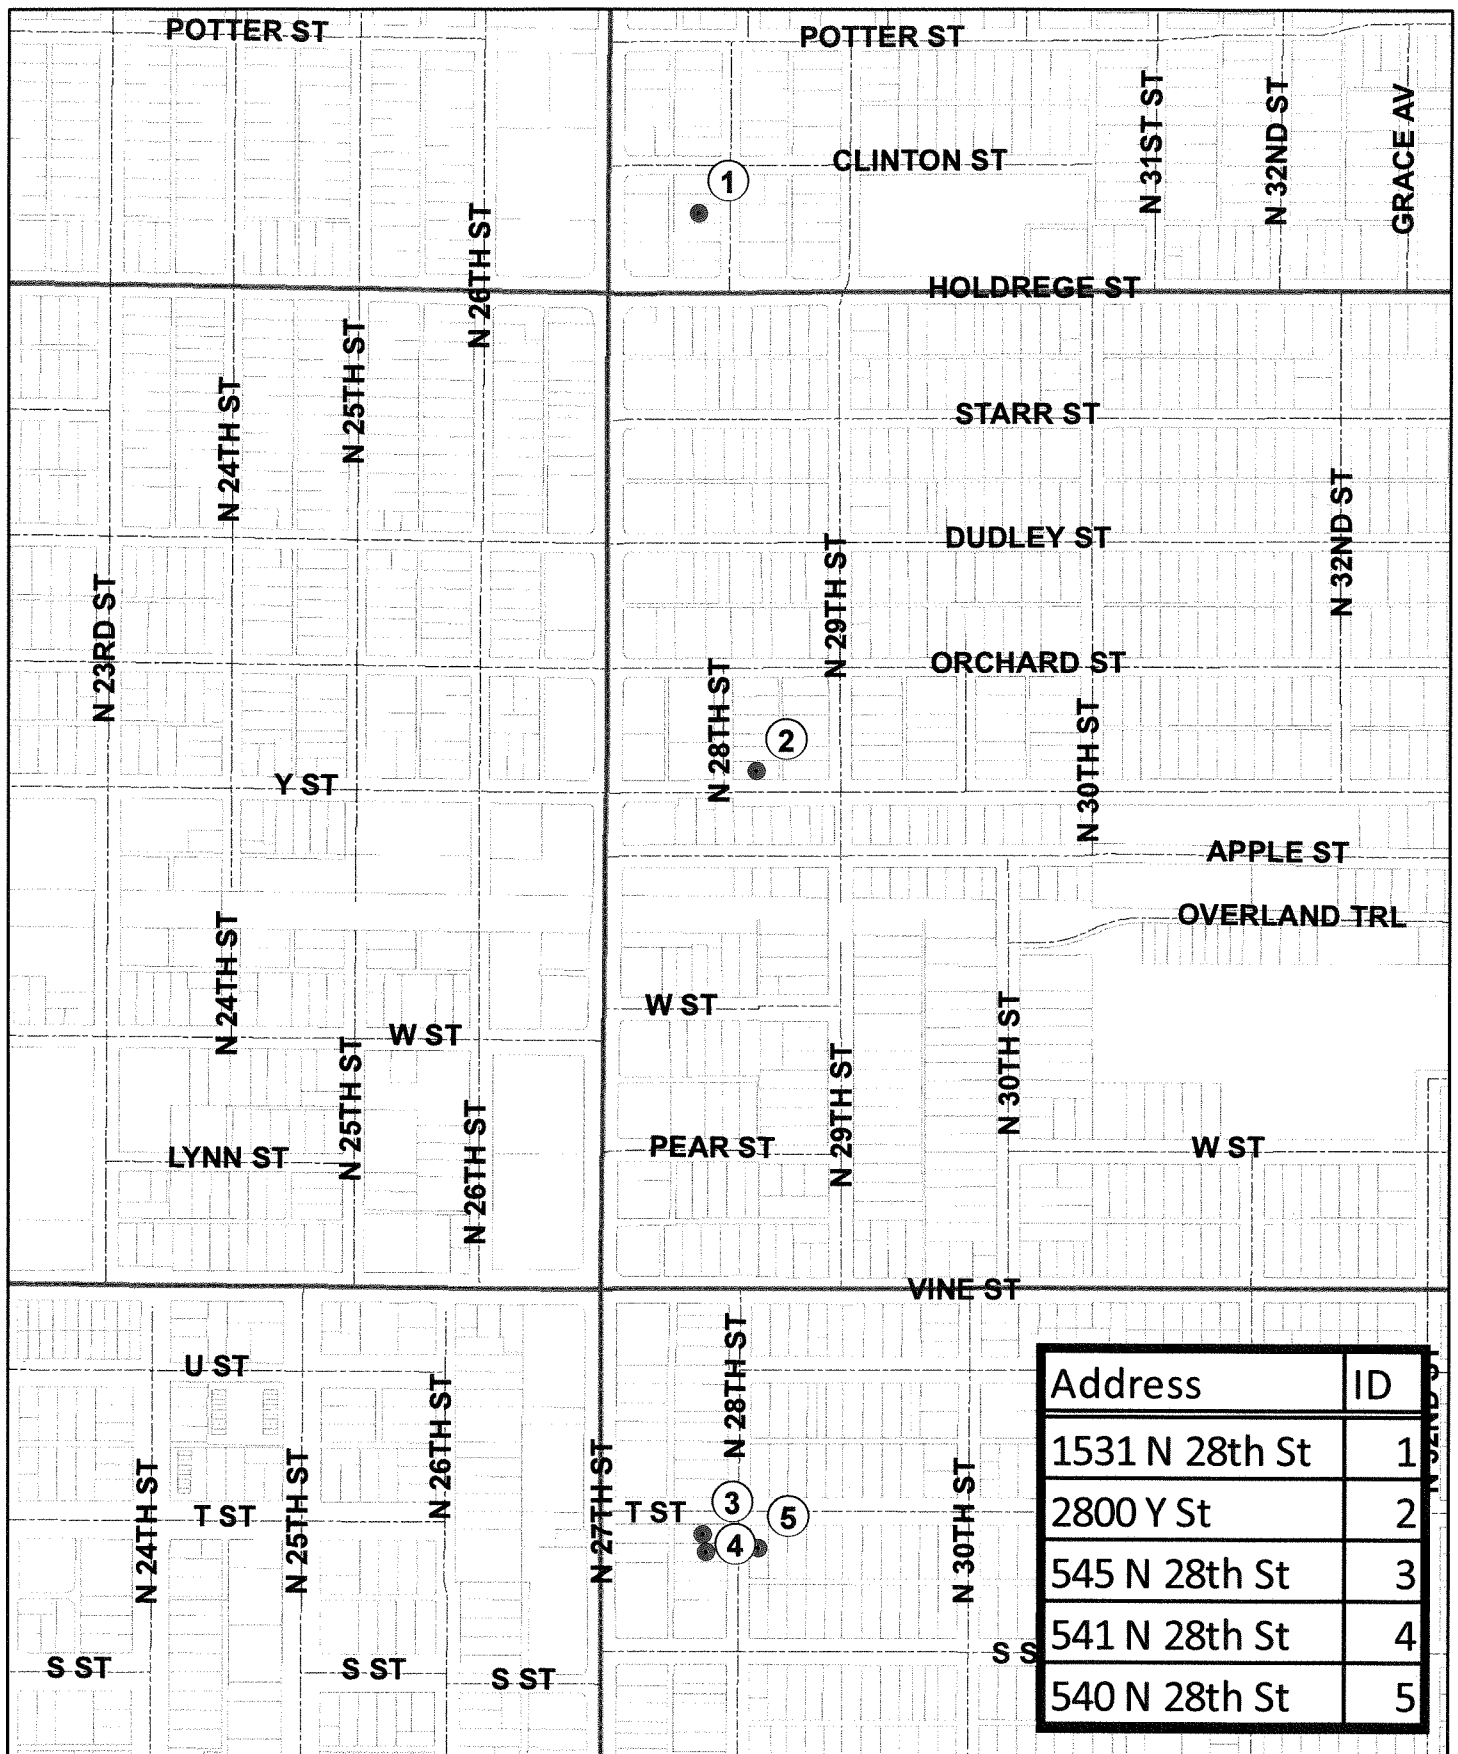 POTTER ST
POTTER ST
N 31ST ST
N 32ND ST
GRACE AV
CLINTON ST
1
N 26TH ST
HOLDREGE ST
N 25TH ST
N 24TH ST
STARR ST
N 32ND ST
DUDLEY ST
N 29TH ST
N 23RD ST
ORCHARD ST
N 28TH ST
2
N 30TH ST
Y ST
APPLE ST
OVERLAND TRL
N 24TH ST
W ST
N 30TH ST
W ST
N 25TH ST
N 29TH ST
N 26TH ST
PEAR ST
W ST
LYNN ST
VINE ST
N 28TH ST
U ST
N 26TH ST
N 27TH ST
N 25TH ST
N 24TH ST
N 30TH ST
T ST
T ST
3
5
4
S ST
S ST
S ST
S S
N 32ND ST
Address ID
1531 N 28th St 1
2800 Y St 2
545 N 28th St 3
541 N 28th St 4
540 N 28th St 5